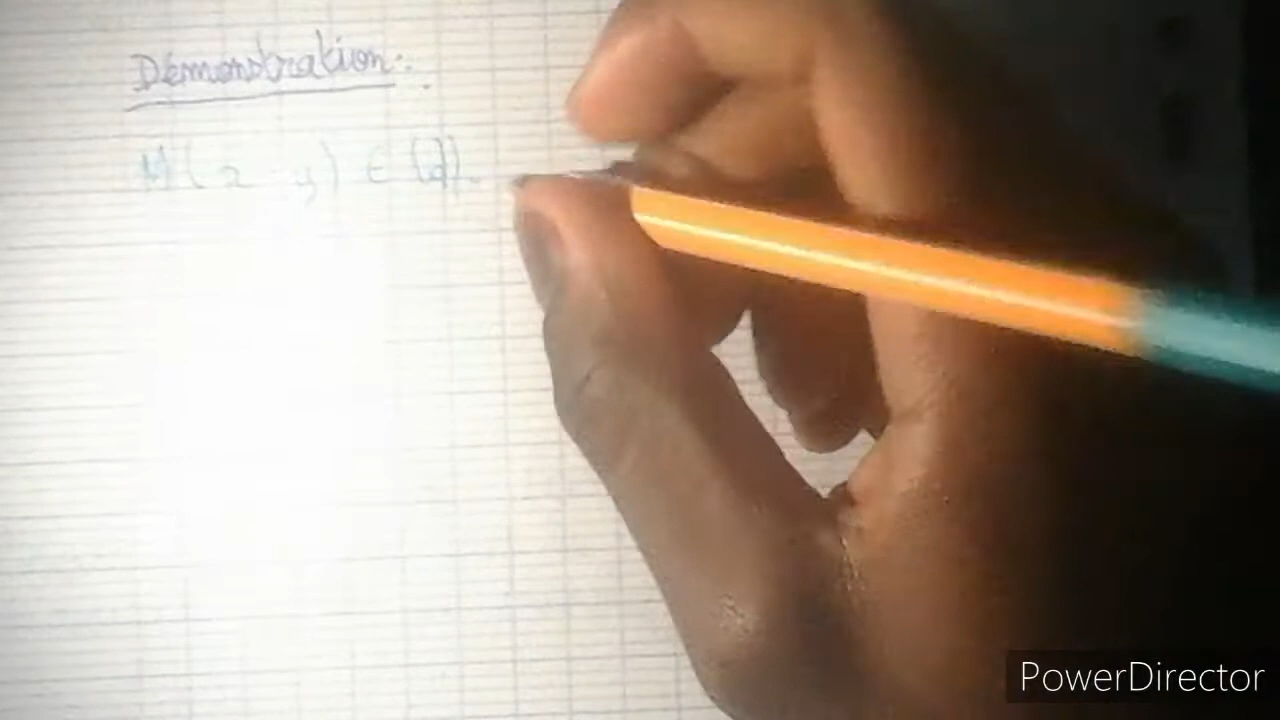 Démonstration:
M( x y) ∈ (d)
PowerDirector